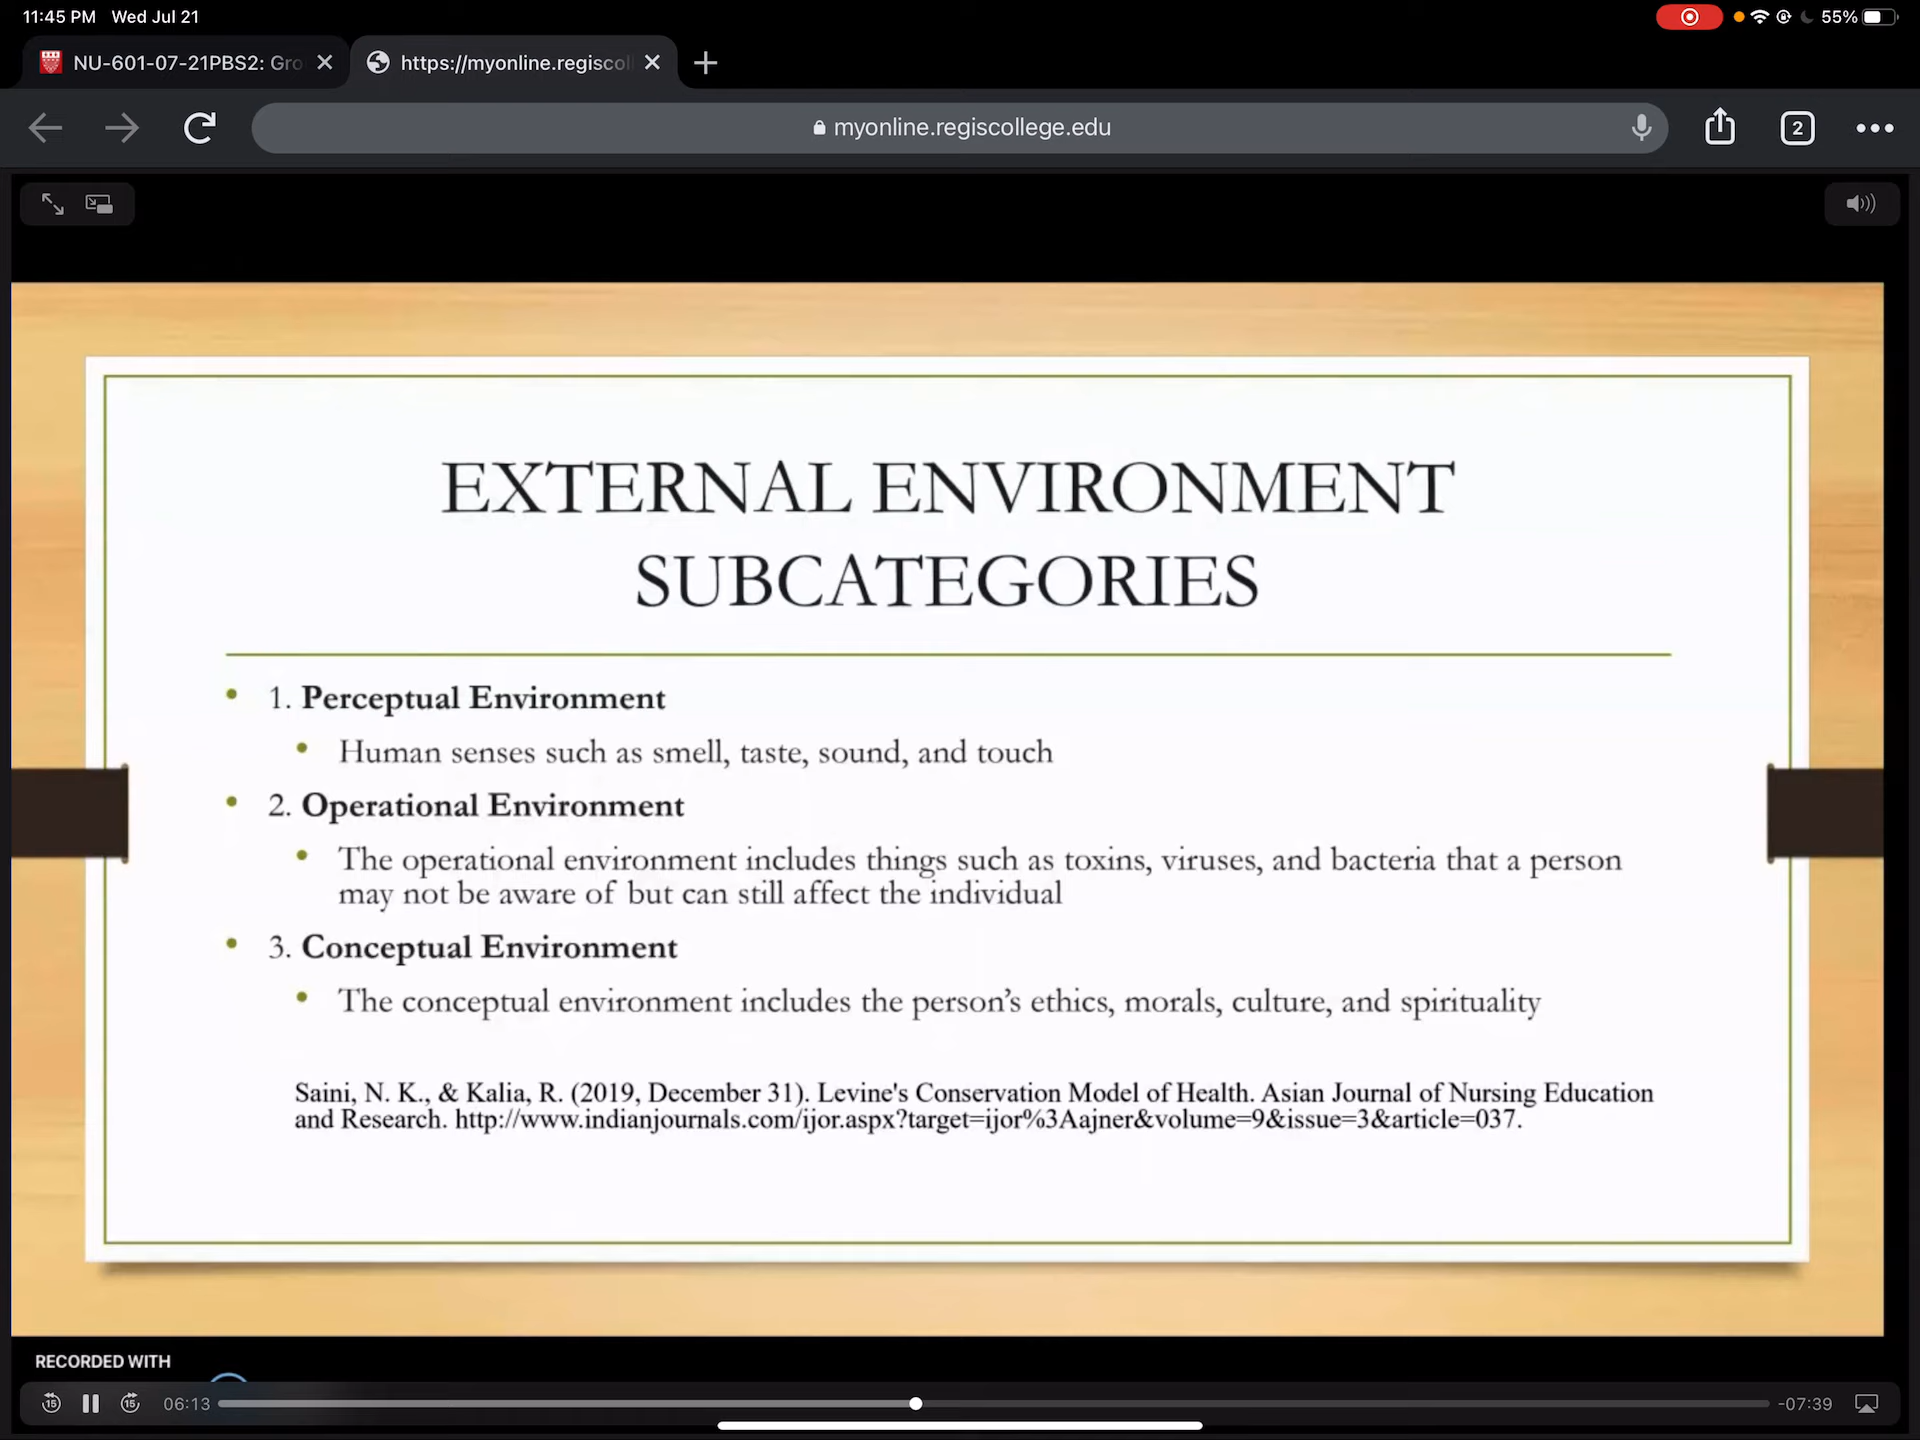 11:45 PM Wed Jul 21
55%
NU-601-07-21PBS2: Gro
https://myonline.regiscoll
myonline.regiscollege.edu
2
EXTERNAL ENVIRONMENT
SUBCATEGORIES
• 1. Perceptual Environment
• Human senses such as smell, taste, sound, and touch
• 2. Operational Environment
• The operational environment includes things such as toxins, viruses, and bacteria that a person
may not be aware of but can still affect the individual
• 3. Conceptual Environment
• The conceptual environment includes the person’s ethics, morals, culture, and spirituality
Saini, N. K., & Kalia, R. (2019, December 31). Levine's Conservation Model of Health. Asian Journal of Nursing Education
and Research. http://www.indianjournals.com/ijor.aspx?target=ijor%3Aajner&volume=9&issue=3&article=037.
RECORDED WITH
15
15
06:13
-07:39